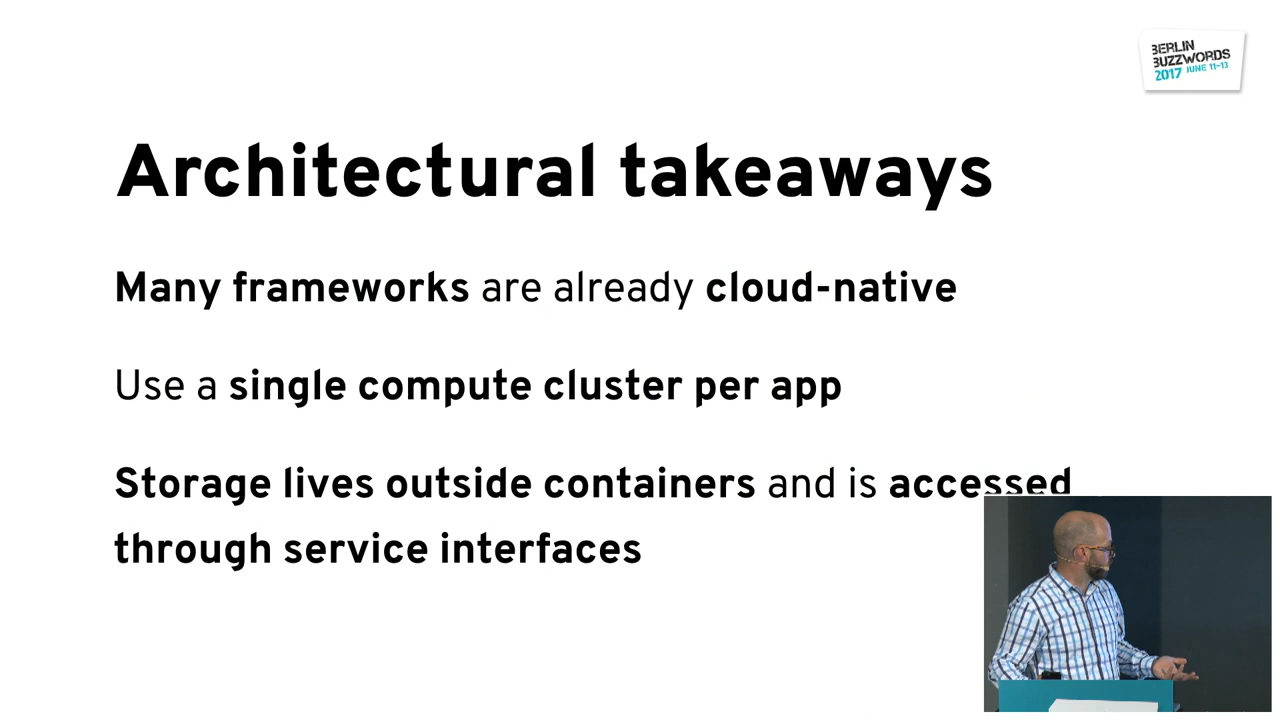 BERLIN
BUZZWORDS
2017 JUNE 11-13
Architectural takeaways
Many frameworks are already cloud-native
Use a single compute cluster per app
Storage lives outside containers and is accessed
through service interfaces